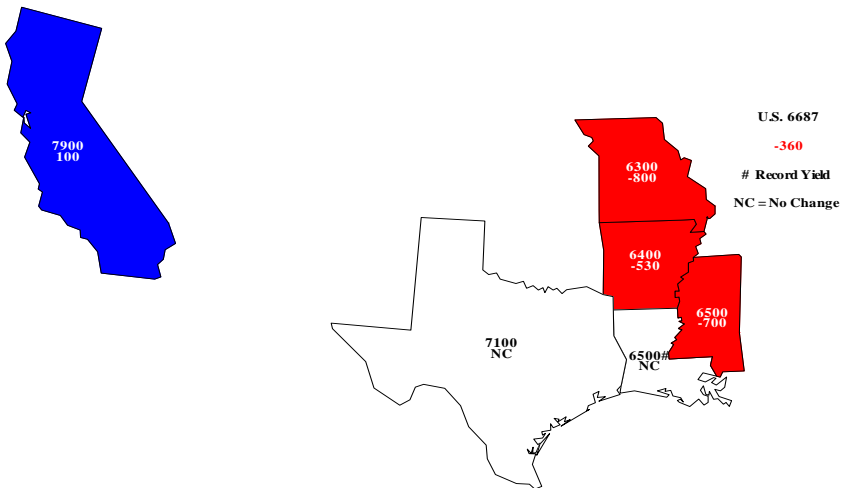 7900
100
U.S. 6687
-360
# Record Yield
NC = No Change
6300
-800
6400
-530
6500
-700
7100
NC
6500#
NC